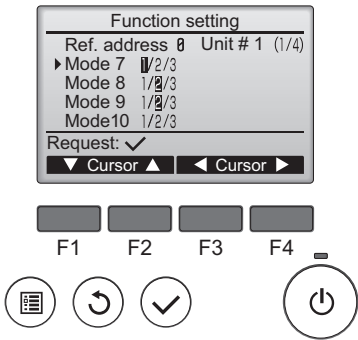 Function setting
Ref. address 0 Unit # 1 (1/4)
Mode 7 1/2/3
Mode 8 1/2/3
Mode 9 1/2/3
Mode10 1/2/3
Request: ✓
▼ Cursor ▲ ◀ Cursor ▶
F1 F2 F3 F4